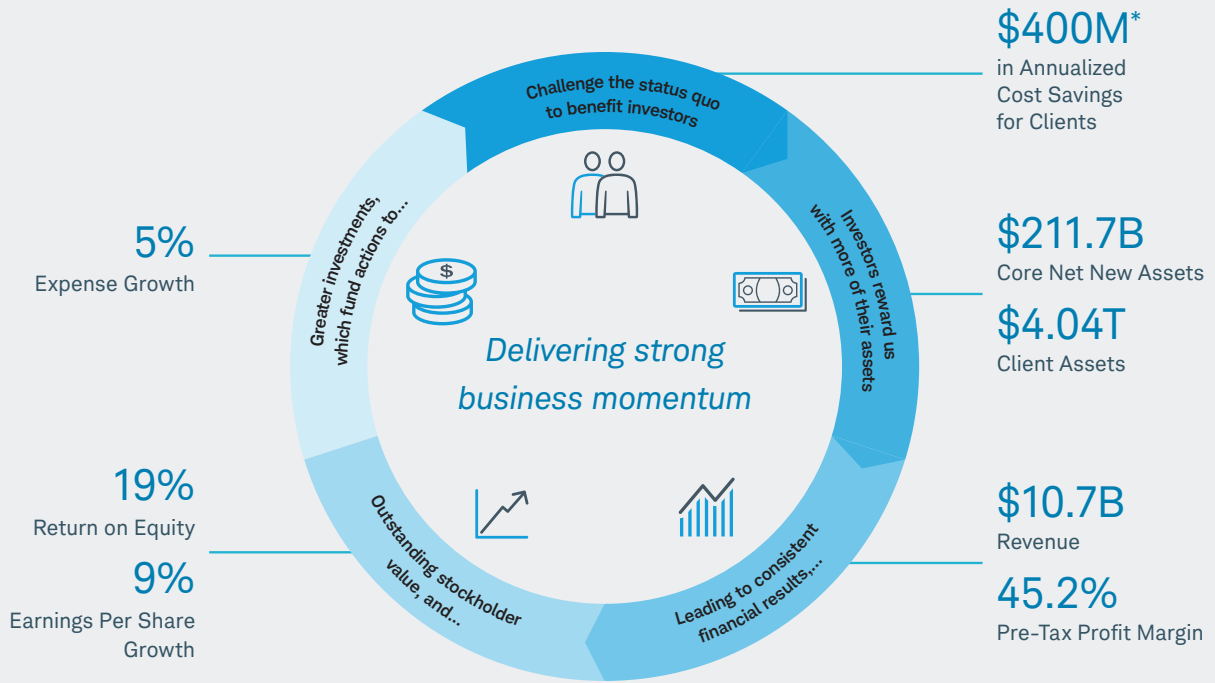 $400M*
in Annualized
Cost Savings
for Clients
Challenge the status quo
to benefit investors
Investors reward us
with more of their assets
$211.7B
Core Net New Assets
$4.04T
Client Assets
Leading to consistent
financial results,...
$10.7B
Revenue
45.2%
Pre-Tax Profit Margin
Outstanding stockholder
value, and...
19%
Return on Equity
9%
Earnings Per Share
Growth
Greater investments,
which fund actions to...
5%
Expense Growth
$
Delivering strong
business momentum